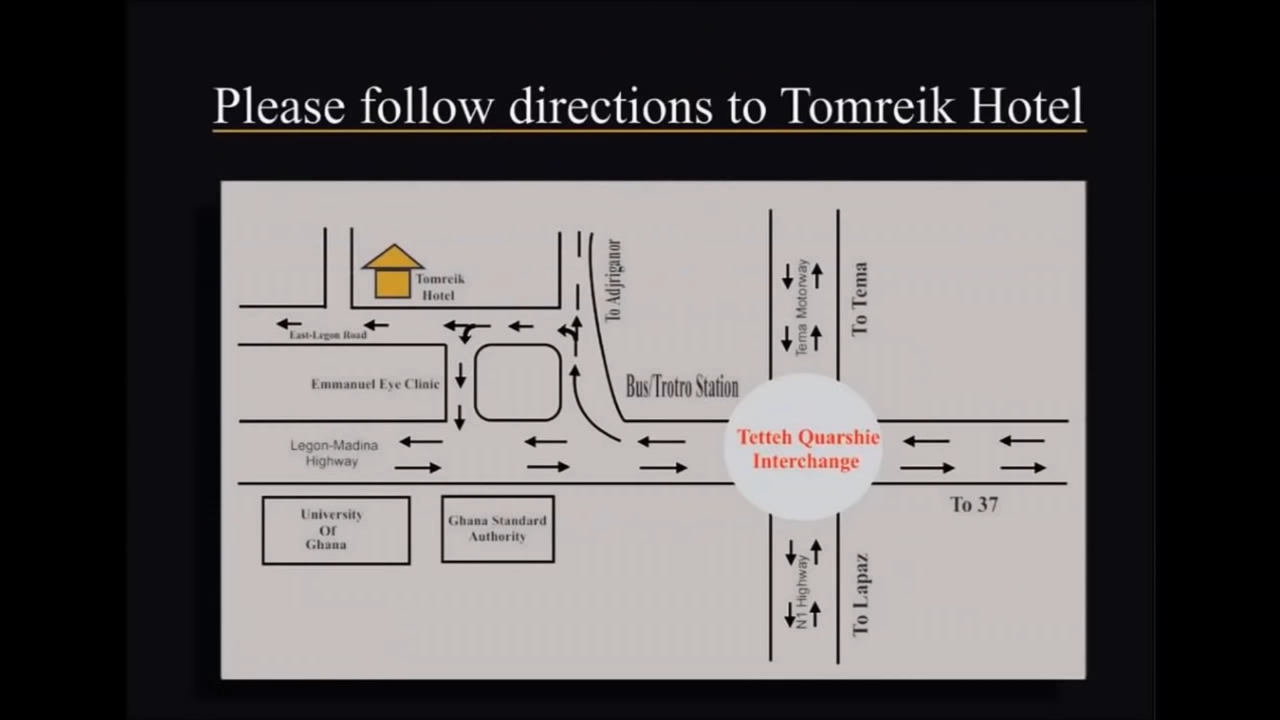 Please follow directions to Tomreik Hotel
Tomreik
Hotel
To Adjriganor
Tema Motorway
To Tema
East-Legon Road
Emmanuel Eye Clinic
Bus/Trotro Station
Legon-Madina
Highway
Tetteh Quarshie
Interchange
To 37
University
Of
Ghana
Ghana Standard
Authority
N1 Highway
To Lapaz